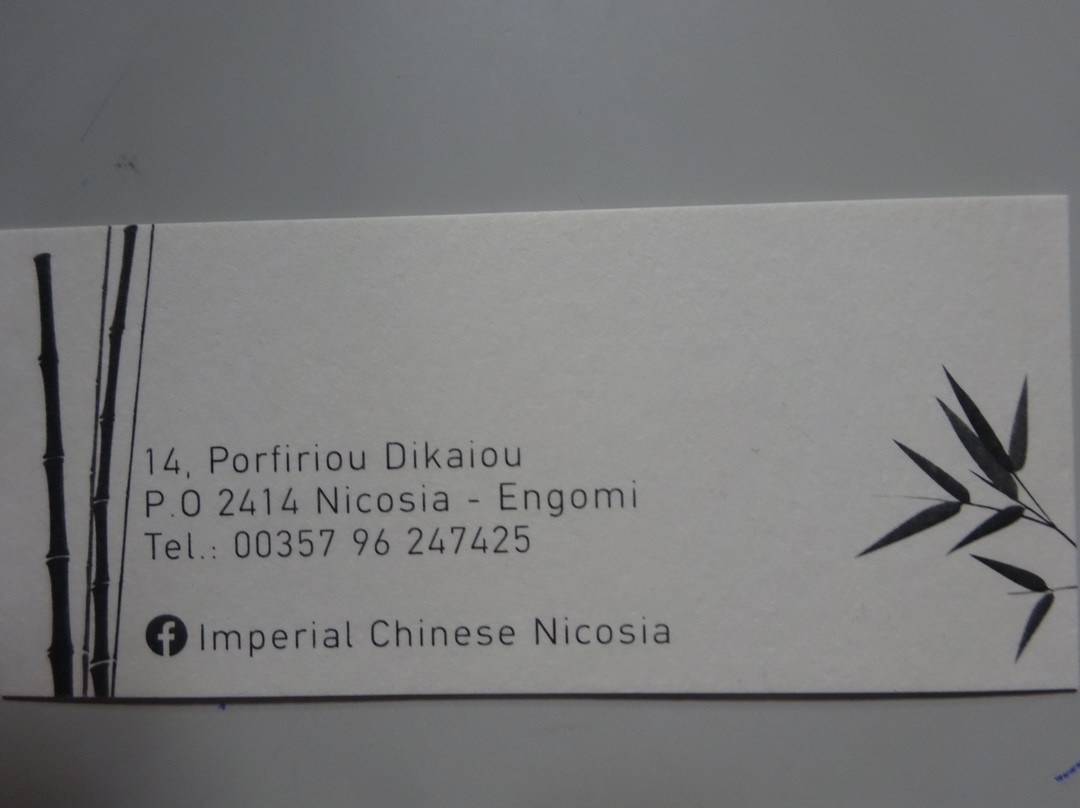 14, Porfiriou Dikaiou
P.O 2414 Nicosia - Engomi
Tel.: 00357 96 247425
Imperial Chinese Nicosia